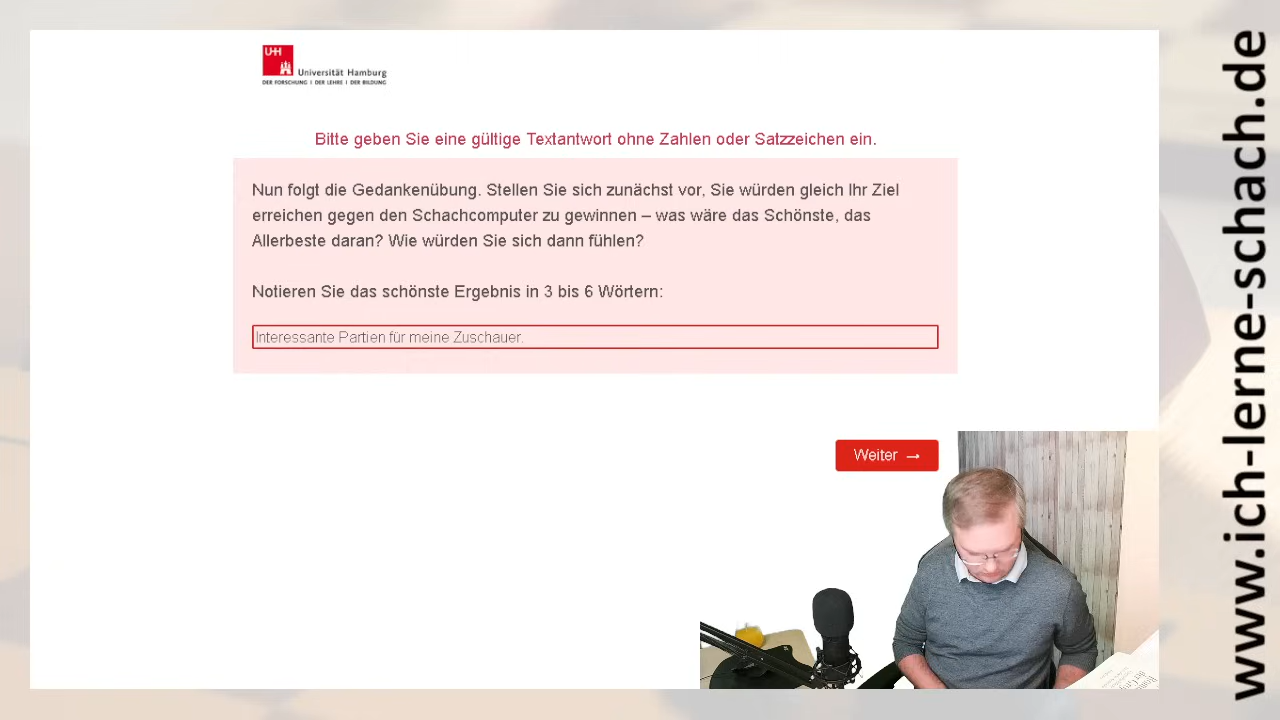 UH
Universität Hamburg
DER FORSCHUNG | DER LEHRE | DER BILDUNG
Bitte geben Sie eine gültige Textantwort ohne Zahlen oder Satzzeichen ein.
Nun folgt die Gedankenübung. Stellen Sie sich zunächst vor, Sie würden gleich Ihr Ziel
erreichen gegen den Schachcomputer zu gewinnen – was wäre das Schönste, das
Allerbeste daran? Wie würden Sie sich dann fühlen?
Notieren Sie das schönste Ergebnis in 3 bis 6 Wörtern:
Interessante Partien für meine Zuschauer.
Weiter →
www.ich-lerne-schach.de